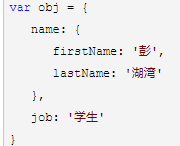 var obj = {
name: {
firstName: '彭',
lastName: '湖湾'
},
job: '学生'
}